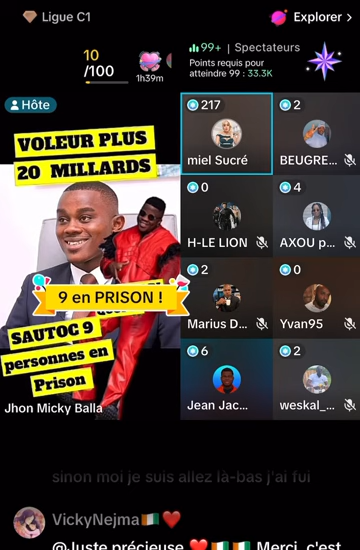 Ligue C1
Explorer >
10
/100
1h39m
99+ | Spectateurs
Points requis pour
atteindre 99 : 33.3K
Hôte
VOLEUR PLUS
20 MILLARDS
9 en PRISON !
SAUTOC 9
personnes en
Prison
Jhon Micky Balla
217
miel Sucré
2
BEUGRE...
0
H-LE LION
4
AXOU p...
2
Marius D...
0
Yvan95
6
Jean Jac...
2
weskal_...
sinon moi je suis allez là-bas j'ai fui
VickyNejma🇨🇮❤️
@Juste précieuse ❤️🇨🇮🇨🇮 Merci, c'est